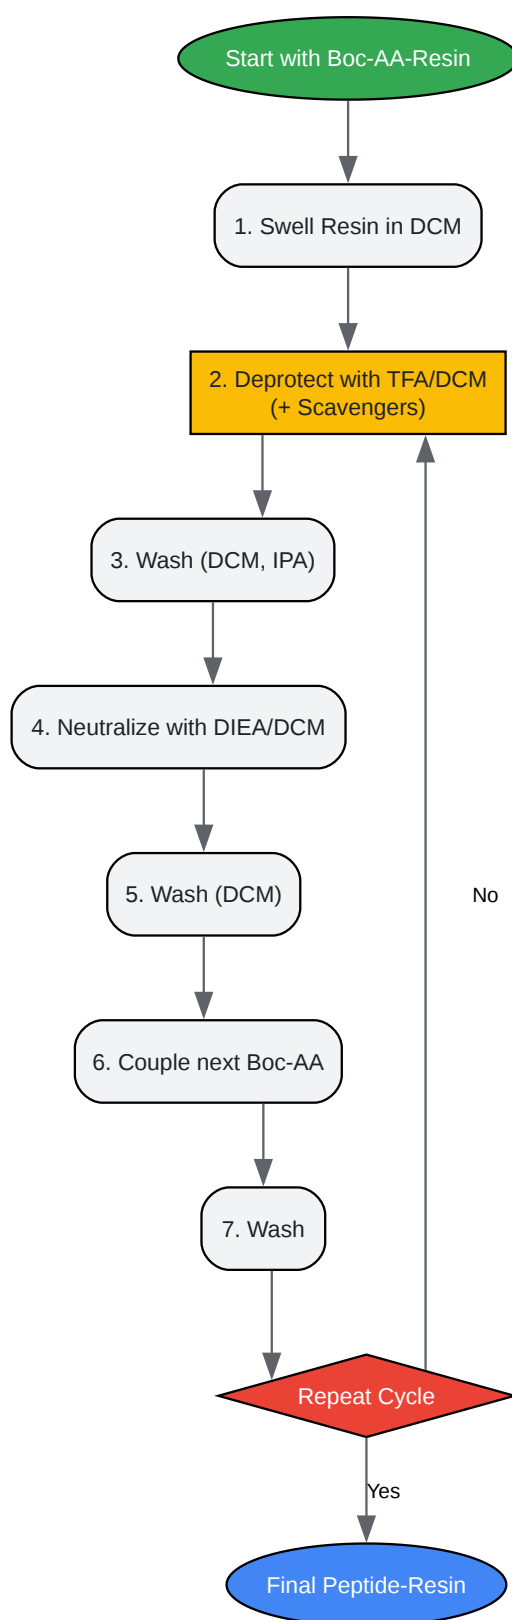 Start with Boc-AA-Resin
1. Swell Resin in DCM
2. Deprotect with TFA/DCM
(+ Scavengers)
3. Wash (DCM, IPA)
4. Neutralize with DIEA/DCM
5. Wash (DCM)
No
6. Couple next Boc-AA
7. Wash
Repeat Cycle
Yes
Final Peptide-Resin